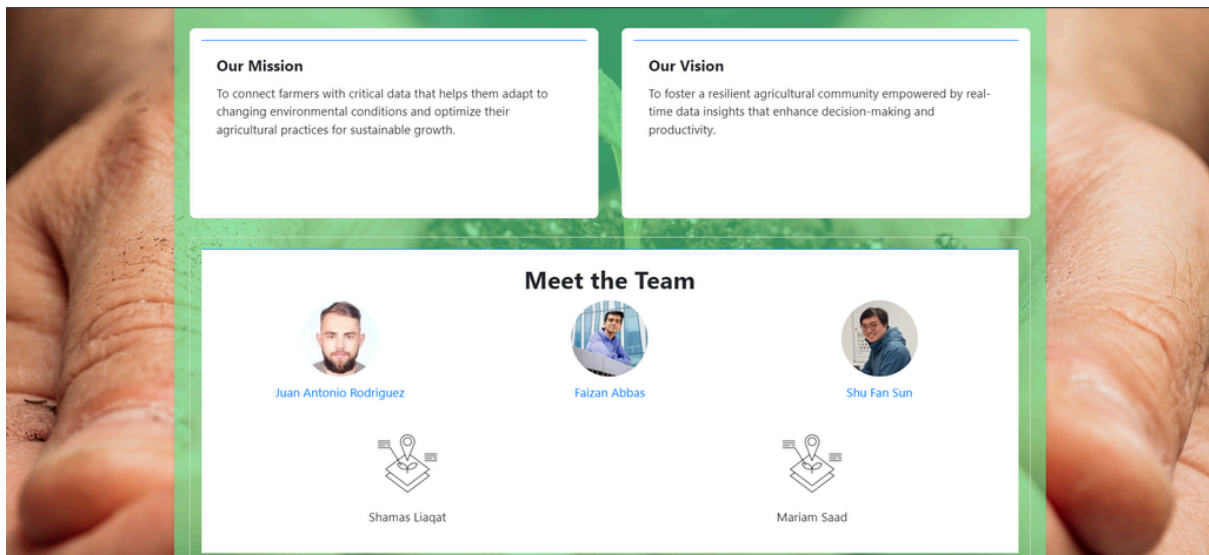 Our Mission
To connect farmers with critical data that helps them adapt to
changing environmental conditions and optimize their
agricultural practices for sustainable growth.
Our Vision
To foster a resilient agricultural community empowered by real-
time data insights that enhance decision-making and
productivity.
Meet the Team
Juan Antonio Rodriguez
Faizan Abbas
Shu Fan Sun
Shamas Liaqat
Mariam Saad